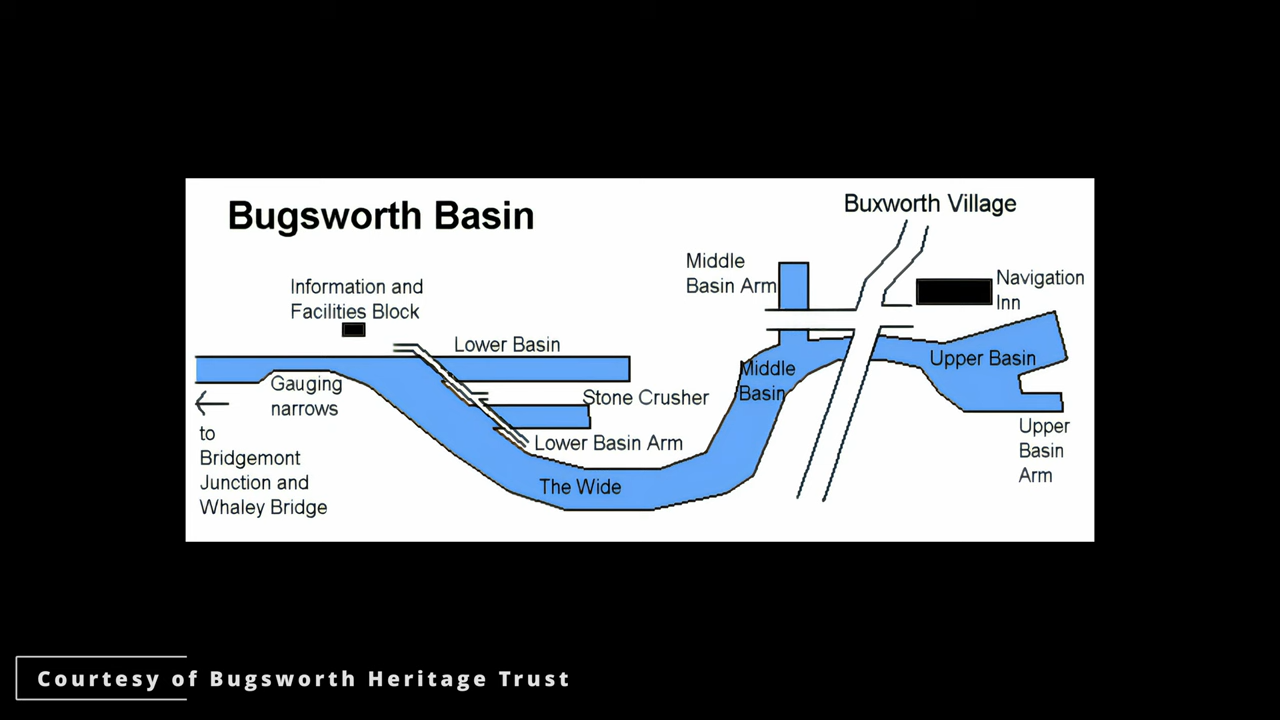 Bugsworth Basin
Buxworth Village
Information and
Facilities Block
Middle
Basin Arm
Navigation
Inn
Lower Basin
Gauging
narrows
Stone Crusher
Lower Basin Arm
Middle
Basin
Upper Basin
Upper
Basin
Arm
to
Bridgemont
Junction and
Whaley Bridge
The Wide
Courtesy of Bugsworth Heritage Trust